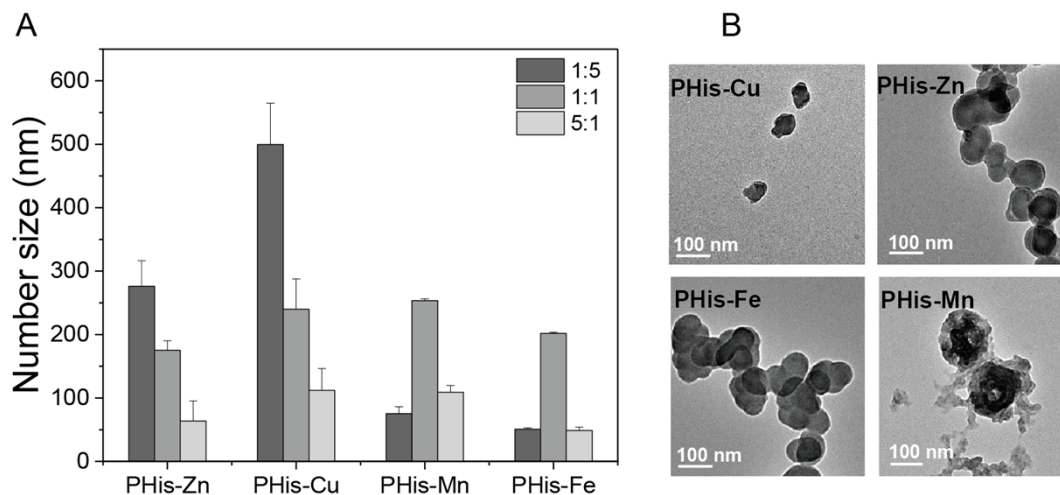 A
B
Number size (nm)
600
500
400
300
200
100
0
1:5
1:1
5:1
PHis-Zn
PHis-Cu
PHis-Mn
PHis-Fe
PHis-Cu
100 nm
PHis-Zn
100 nm
PHis-Fe
100 nm
PHis-Mn
100 nm